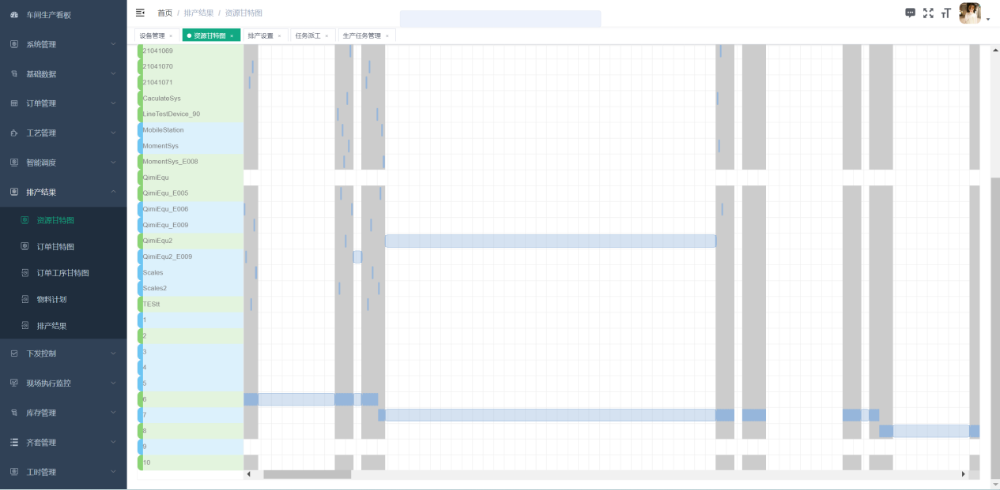 车间生产看板
系统管理
基础数据
订单管理
工艺管理
智能调度
排产结果
资源甘特图
订单甘特图
订单工序甘特图
物料计划
排产结果
下发控制
现场执行监控
库存管理
齐套管理
工时管理
首页 / 排产结果 / 资源甘特图
设备管理 × 资源甘特图 × 排产设置 × 任务派工 × 生产任务管理 ×
21041069
21041070
21041071
CaculateSys
LineTestDevice_90
MobileStation
MomentSys
MomentSys_E008
QimiEqu
QimiEqu_E005
QimiEqu_E006
QimiEqu_E009
QimiEqu2
QimiEqu2_E009
Scales
Scales2
TEStt
1
2
3
4
5
6
7
8
9
10